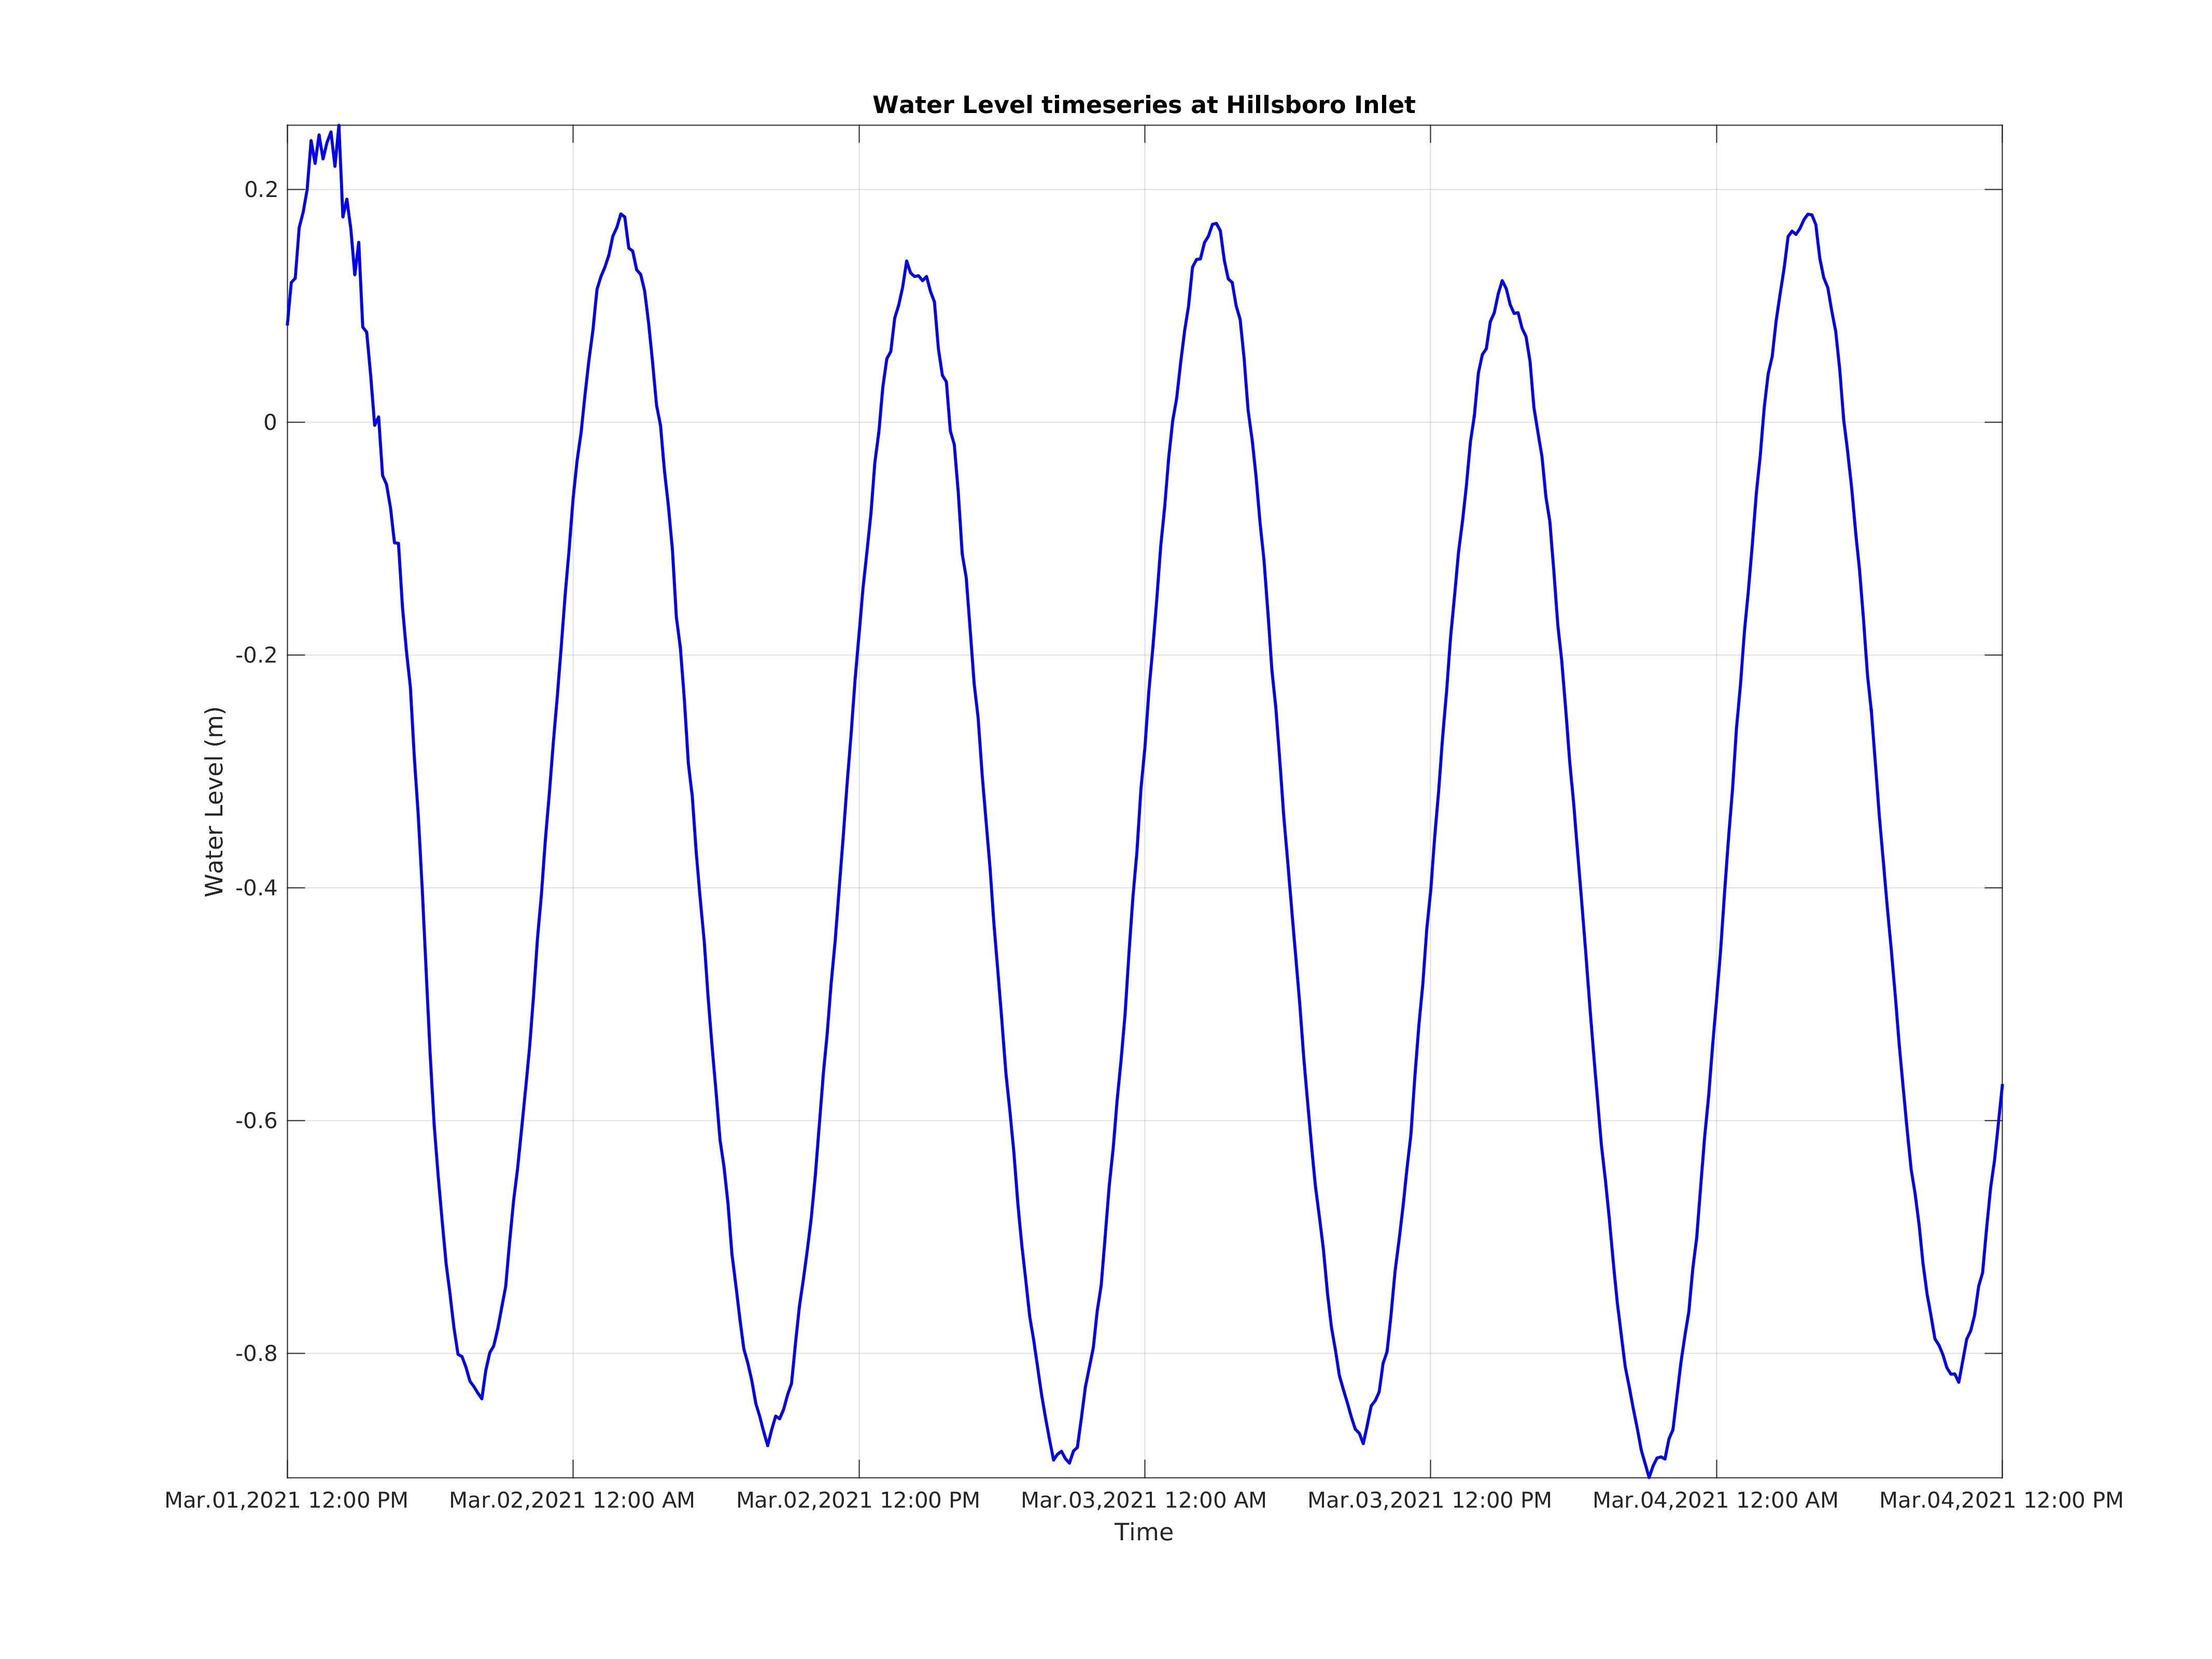 Water Level timeseries at Hillsboro Inlet
0.2
0
-0.2
-0.4
-0.6
-0.8
Water Level (m)
Mar.01,2021 12:00 PM
Mar.02,2021 12:00 AM
Mar.02,2021 12:00 PM
Mar.03,2021 12:00 AM
Mar.03,2021 12:00 PM
Mar.04,2021 12:00 AM
Mar.04,2021 12:00 PM
Time